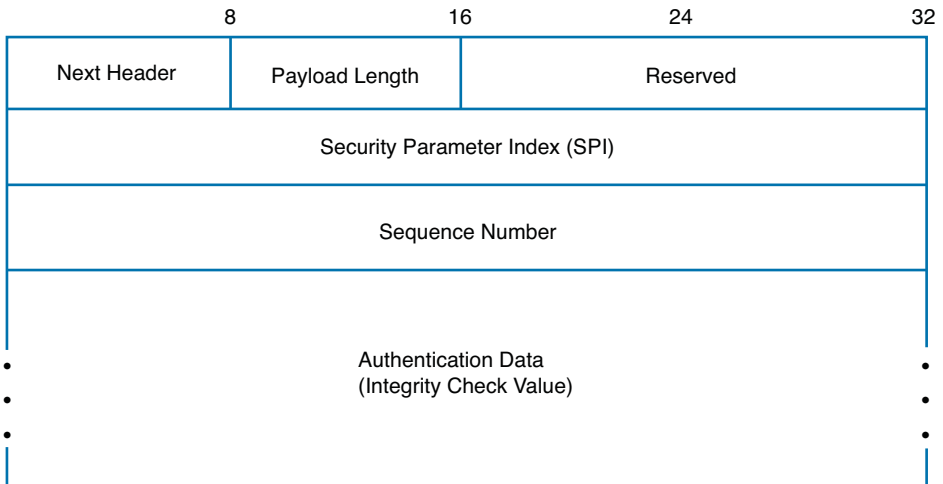 8 16 24 32
Next Header Payload Length Reserved
Security Parameter Index (SPI)
Sequence Number
Authentication Data
(Integrity Check Value)